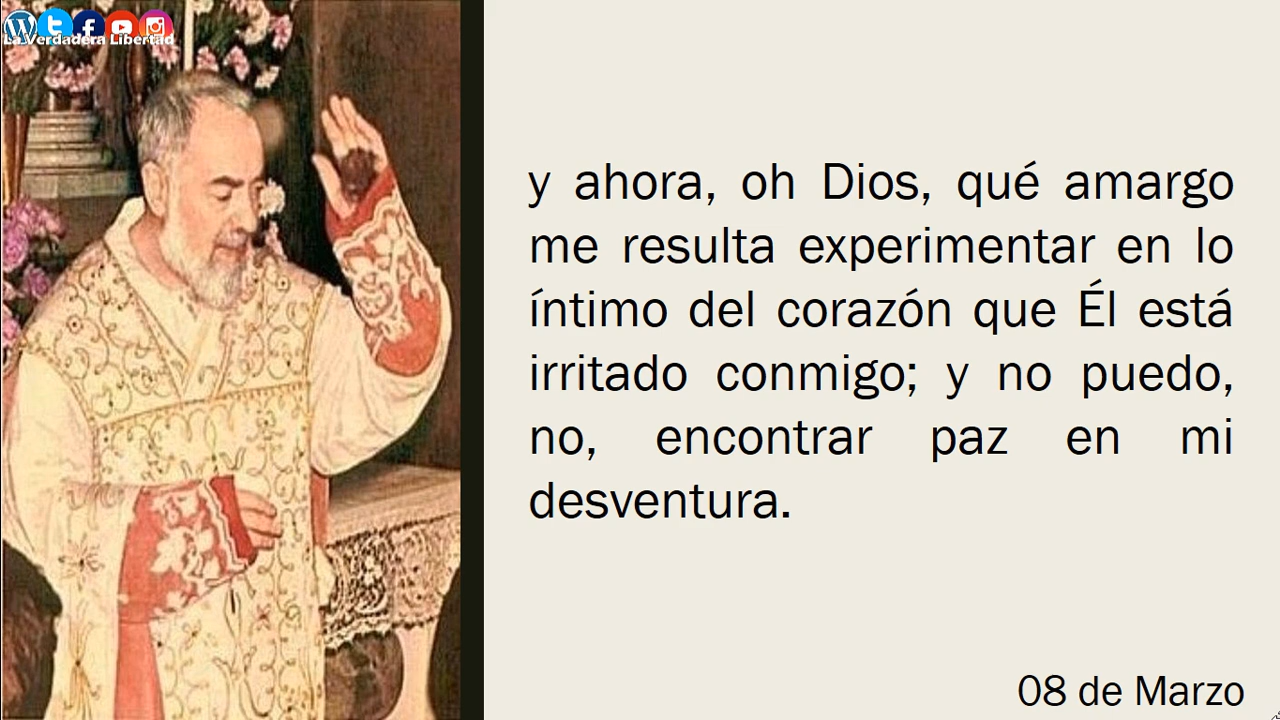 La Verdadera Libertad
y ahora, oh Dios, qué amargo
me resulta experimentar en lo
íntimo del corazón que Él está
irritado conmigo; y no puedo,
no, encontrar paz en mi
desventura.
08 de Marzo